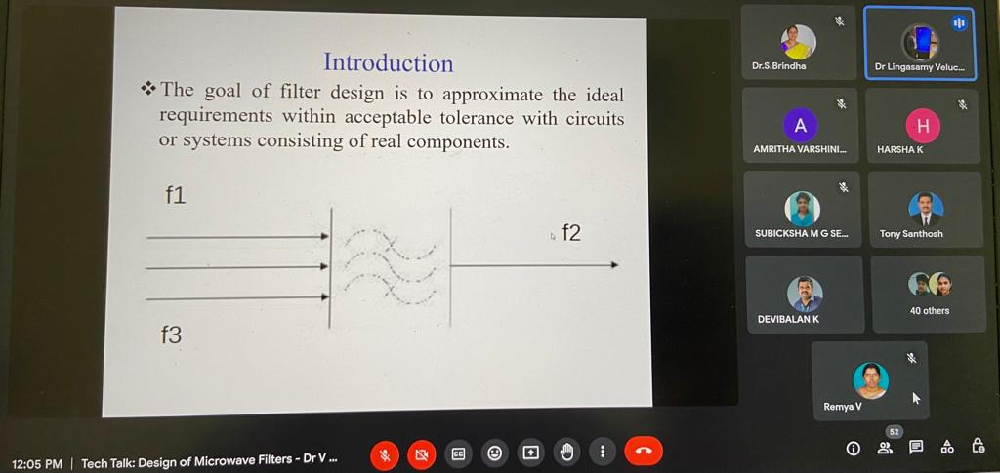 Introduction
❖ The goal of filter design is to approximate the ideal
requirements within acceptable tolerance with circuits
or systems consisting of real components.
f1
f2
f3
Dr.S.Brindha
Dr Lingasamy Veluc...
A
AMRITHA VARSHINI...
H
HARSHA K
SUBICKSHA M G SE...
Tony Santhosh
DEVIBALAN K
40 others
Remya V
12:05 PM | Tech Talk: Design of Microwave Filters - Dr V ...
CC
52